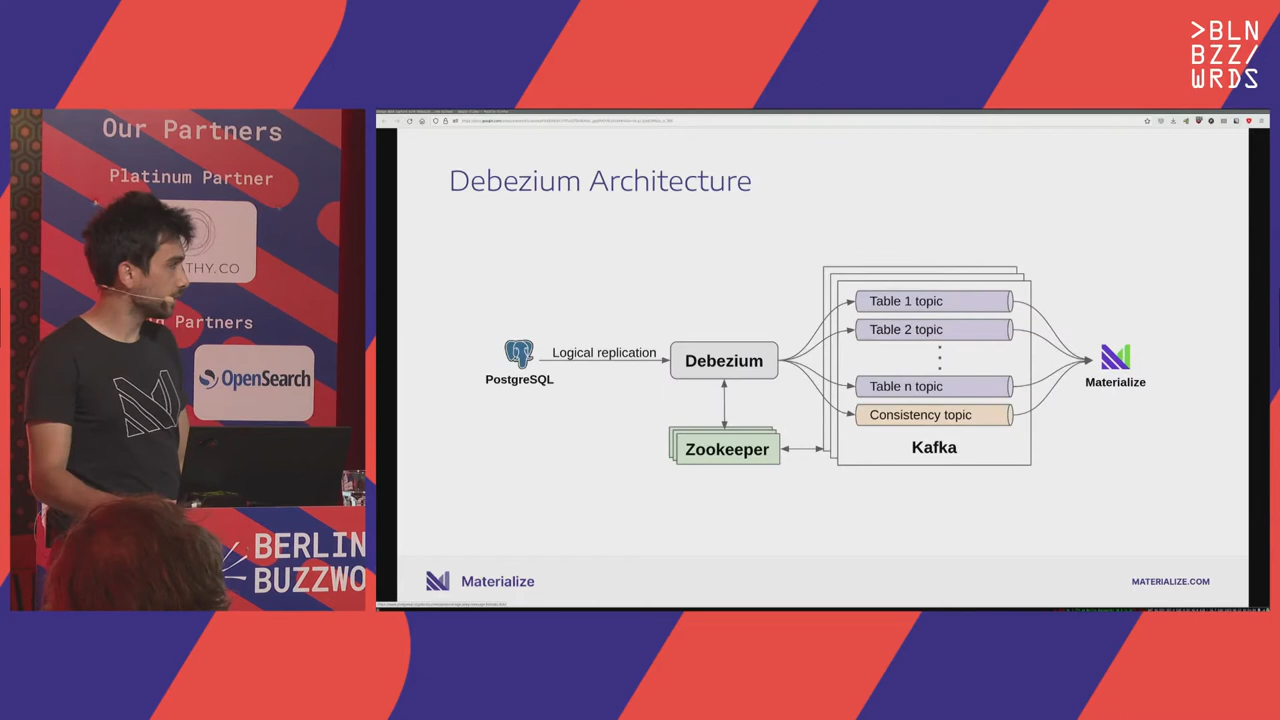 >BLN
BZZ/
WRDS
Our Partners
Platinum Partner
THY.CO
Partners
OpenSearch
BERLIN
BUZZWO
Debezium Architecture
PostgreSQL
Logical replication
Debezium
Zookeeper
Table 1 topic
Table 2 topic
Table n topic
Consistency topic
Kafka
Materialize
Materialize
MATERIALIZE.COM